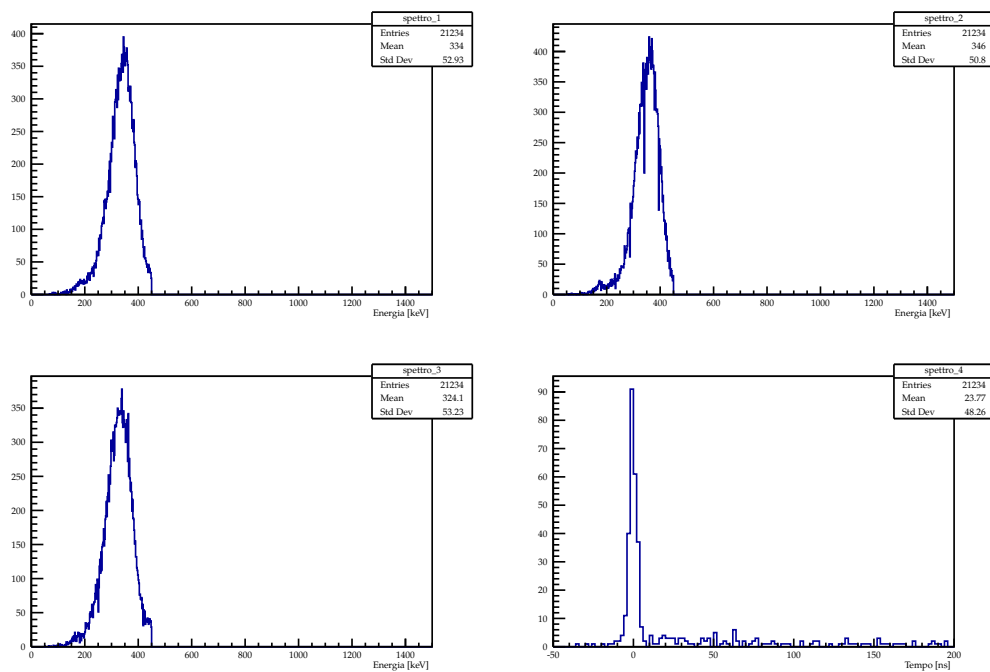 spettro_1
Entries 21234
Mean 334
Std Dev 52.93
400
350
300
250
200
150
100
50
0
0 200 400 600 800 1000 1200 1400
Energia [keV]
spettro_2
Entries 21234
Mean 346
Std Dev 50.8
400
350
300
250
200
150
100
50
0
0 200 400 600 800 1000 1200 1400
Energia [keV]
spettro_3
Entries 21234
Mean 324.1
Std Dev 53.23
350
300
250
200
150
100
50
0
0 200 400 600 800 1000 1200 1400
Energia [keV]
spettro_4
Entries 21234
Mean 23.77
Std Dev 48.26
90
80
70
60
50
40
30
20
10
0
-50 0 50 100 150 200
Tempo [ns]